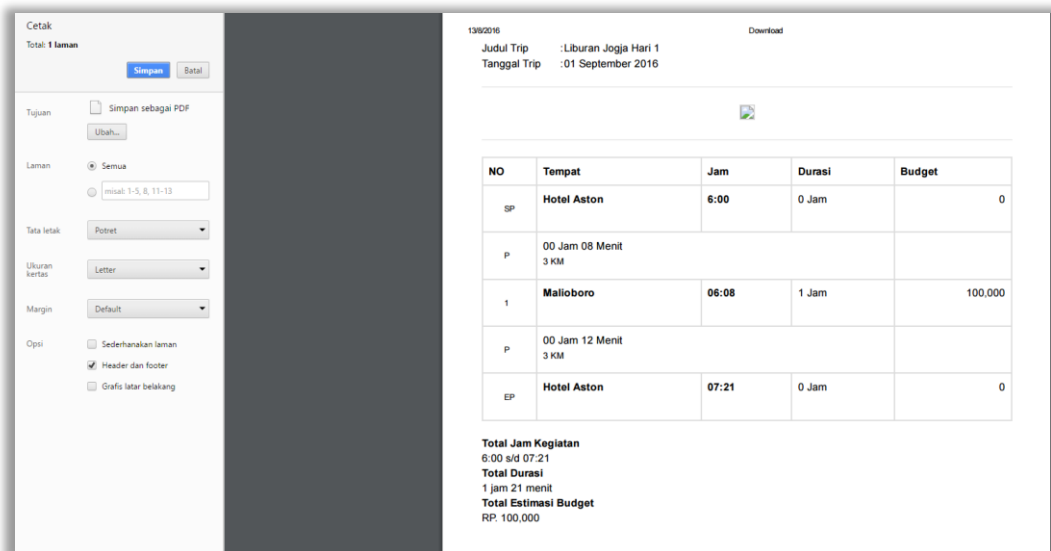 Cetak
Total: 1 laman
Simpan Batal
Tujuan Simpan sebagai PDF
Ubah...
Laman Semua
misal: 1-5, 8, 11-13
Tata letak Potret
Ukuran kertas Letter
Margin Default
Opsi Sederhanakan laman
Header dan footer
Grafis latar belakang
13/8/2016 Download
Judul Trip :Liburan Jogja Hari 1
Tanggal Trip :01 September 2016
NO Tempat Jam Durasi Budget
SP Hotel Aston 6:00 0 Jam 0
P 00 Jam 08 Menit
3 KM
1 Malioboro 06:08 1 Jam 100,000
P 00 Jam 12 Menit
3 KM
EP Hotel Aston 07:21 0 Jam 0
Total Jam Kegiatan
6:00 s/d 07:21
Total Durasi
1 jam 21 menit
Total Estimasi Budget
RP. 100,000